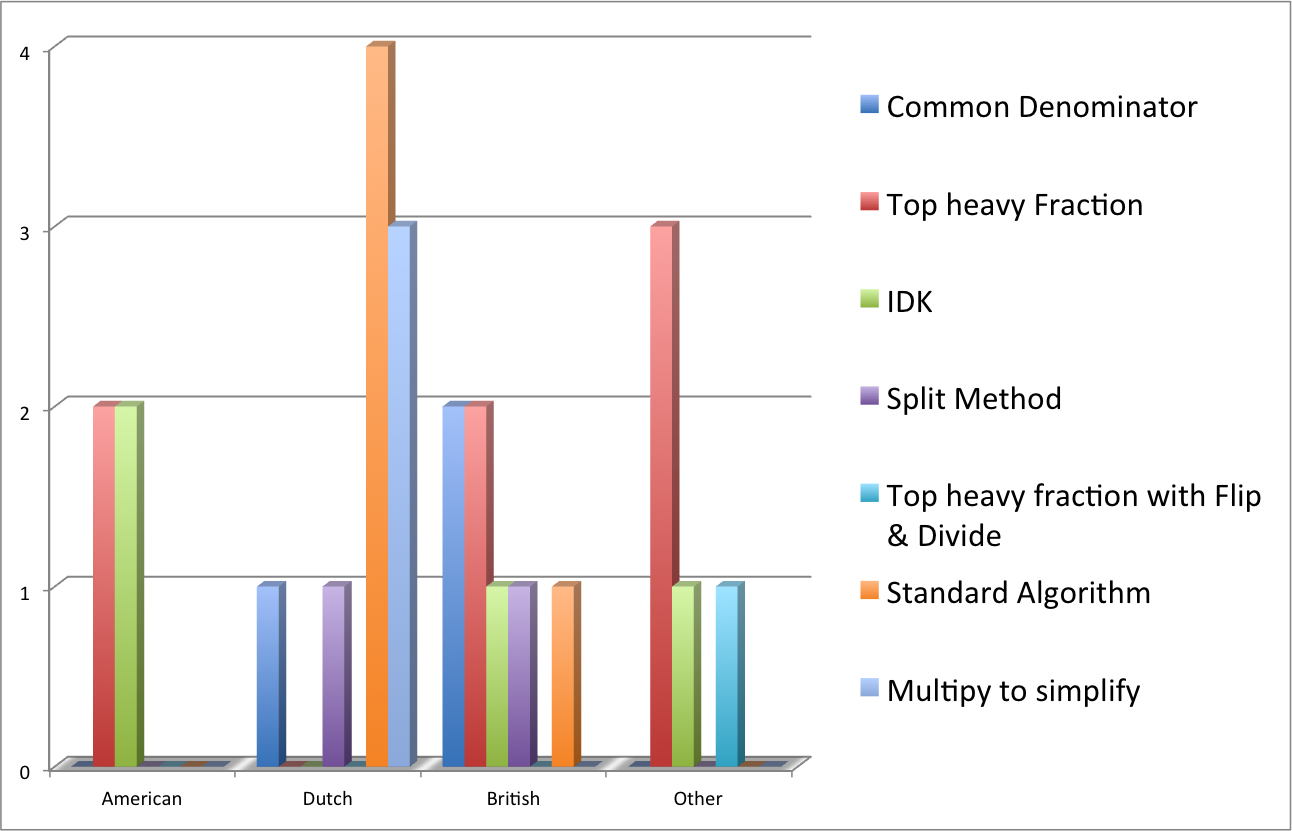 4
3
2
1
0
American
Dutch
British
Other
Common Denominator
Top heavy Fraction
IDK
Split Method
Top heavy fraction with Flip
& Divide
Standard Algorithm
Multipy to simplify